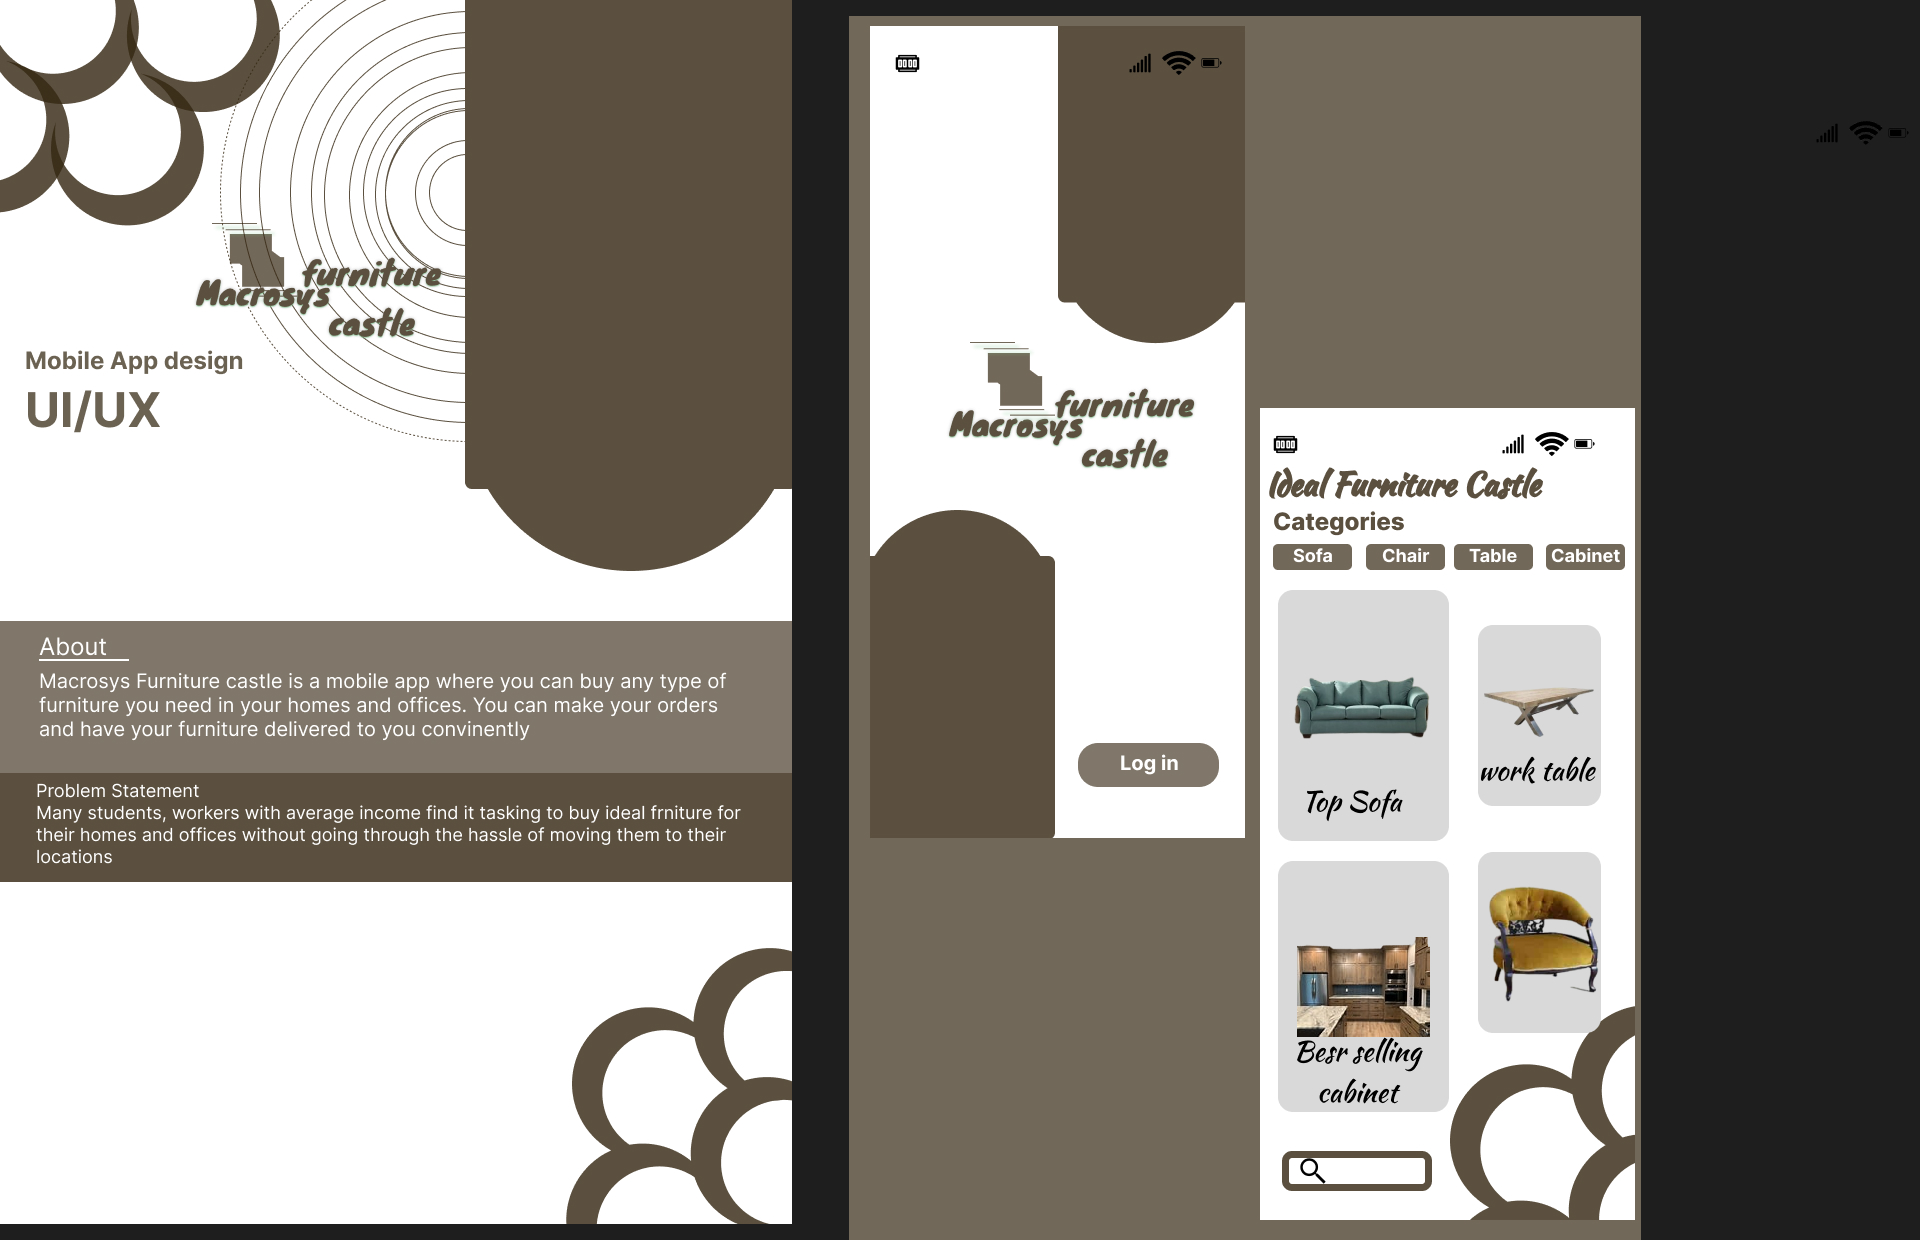 furniture
Macrosys
castle
Mobile App design
UI/UX
About
Macrosys Furniture castle is a mobile app where you can buy any type of
furniture you need in your homes and offices. You can make your orders
and have your furniture delivered to you convinently
Problem Statement
Many students, workers with average income find it tasking to buy ideal frniture for
their homes and offices without going through the hassle of moving them to their
locations
furniture
Macrosys
castle
Log in
Ideal Furniture Castle
Categories
Sofa Chair Table Cabinet
Top Sofa
work table
Besr selling
cabinet